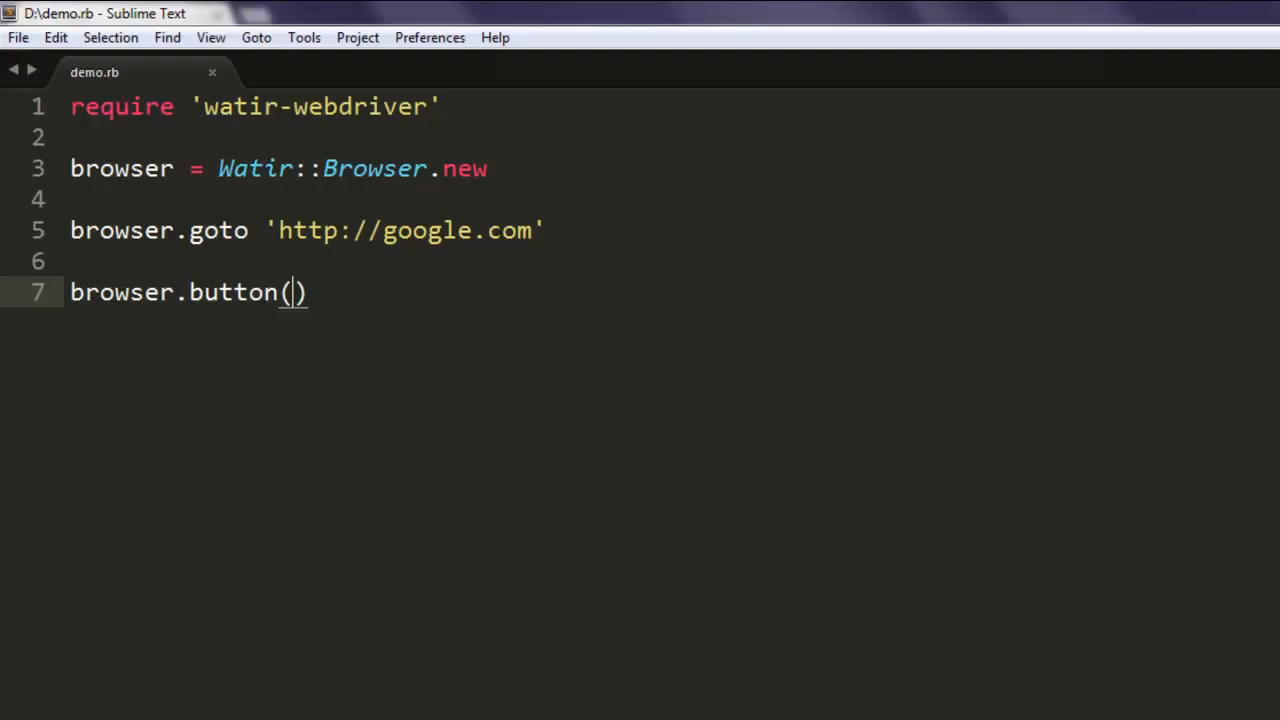 D:\demo.rb - Sublime Text
File Edit Selection Find View Goto Tools Project Preferences Help
demo.rb ×
1 require 'watir-webdriver'
2
3 browser = Watir::Browser.new
4
5 browser.goto 'http://google.com'
6
7 browser.button()